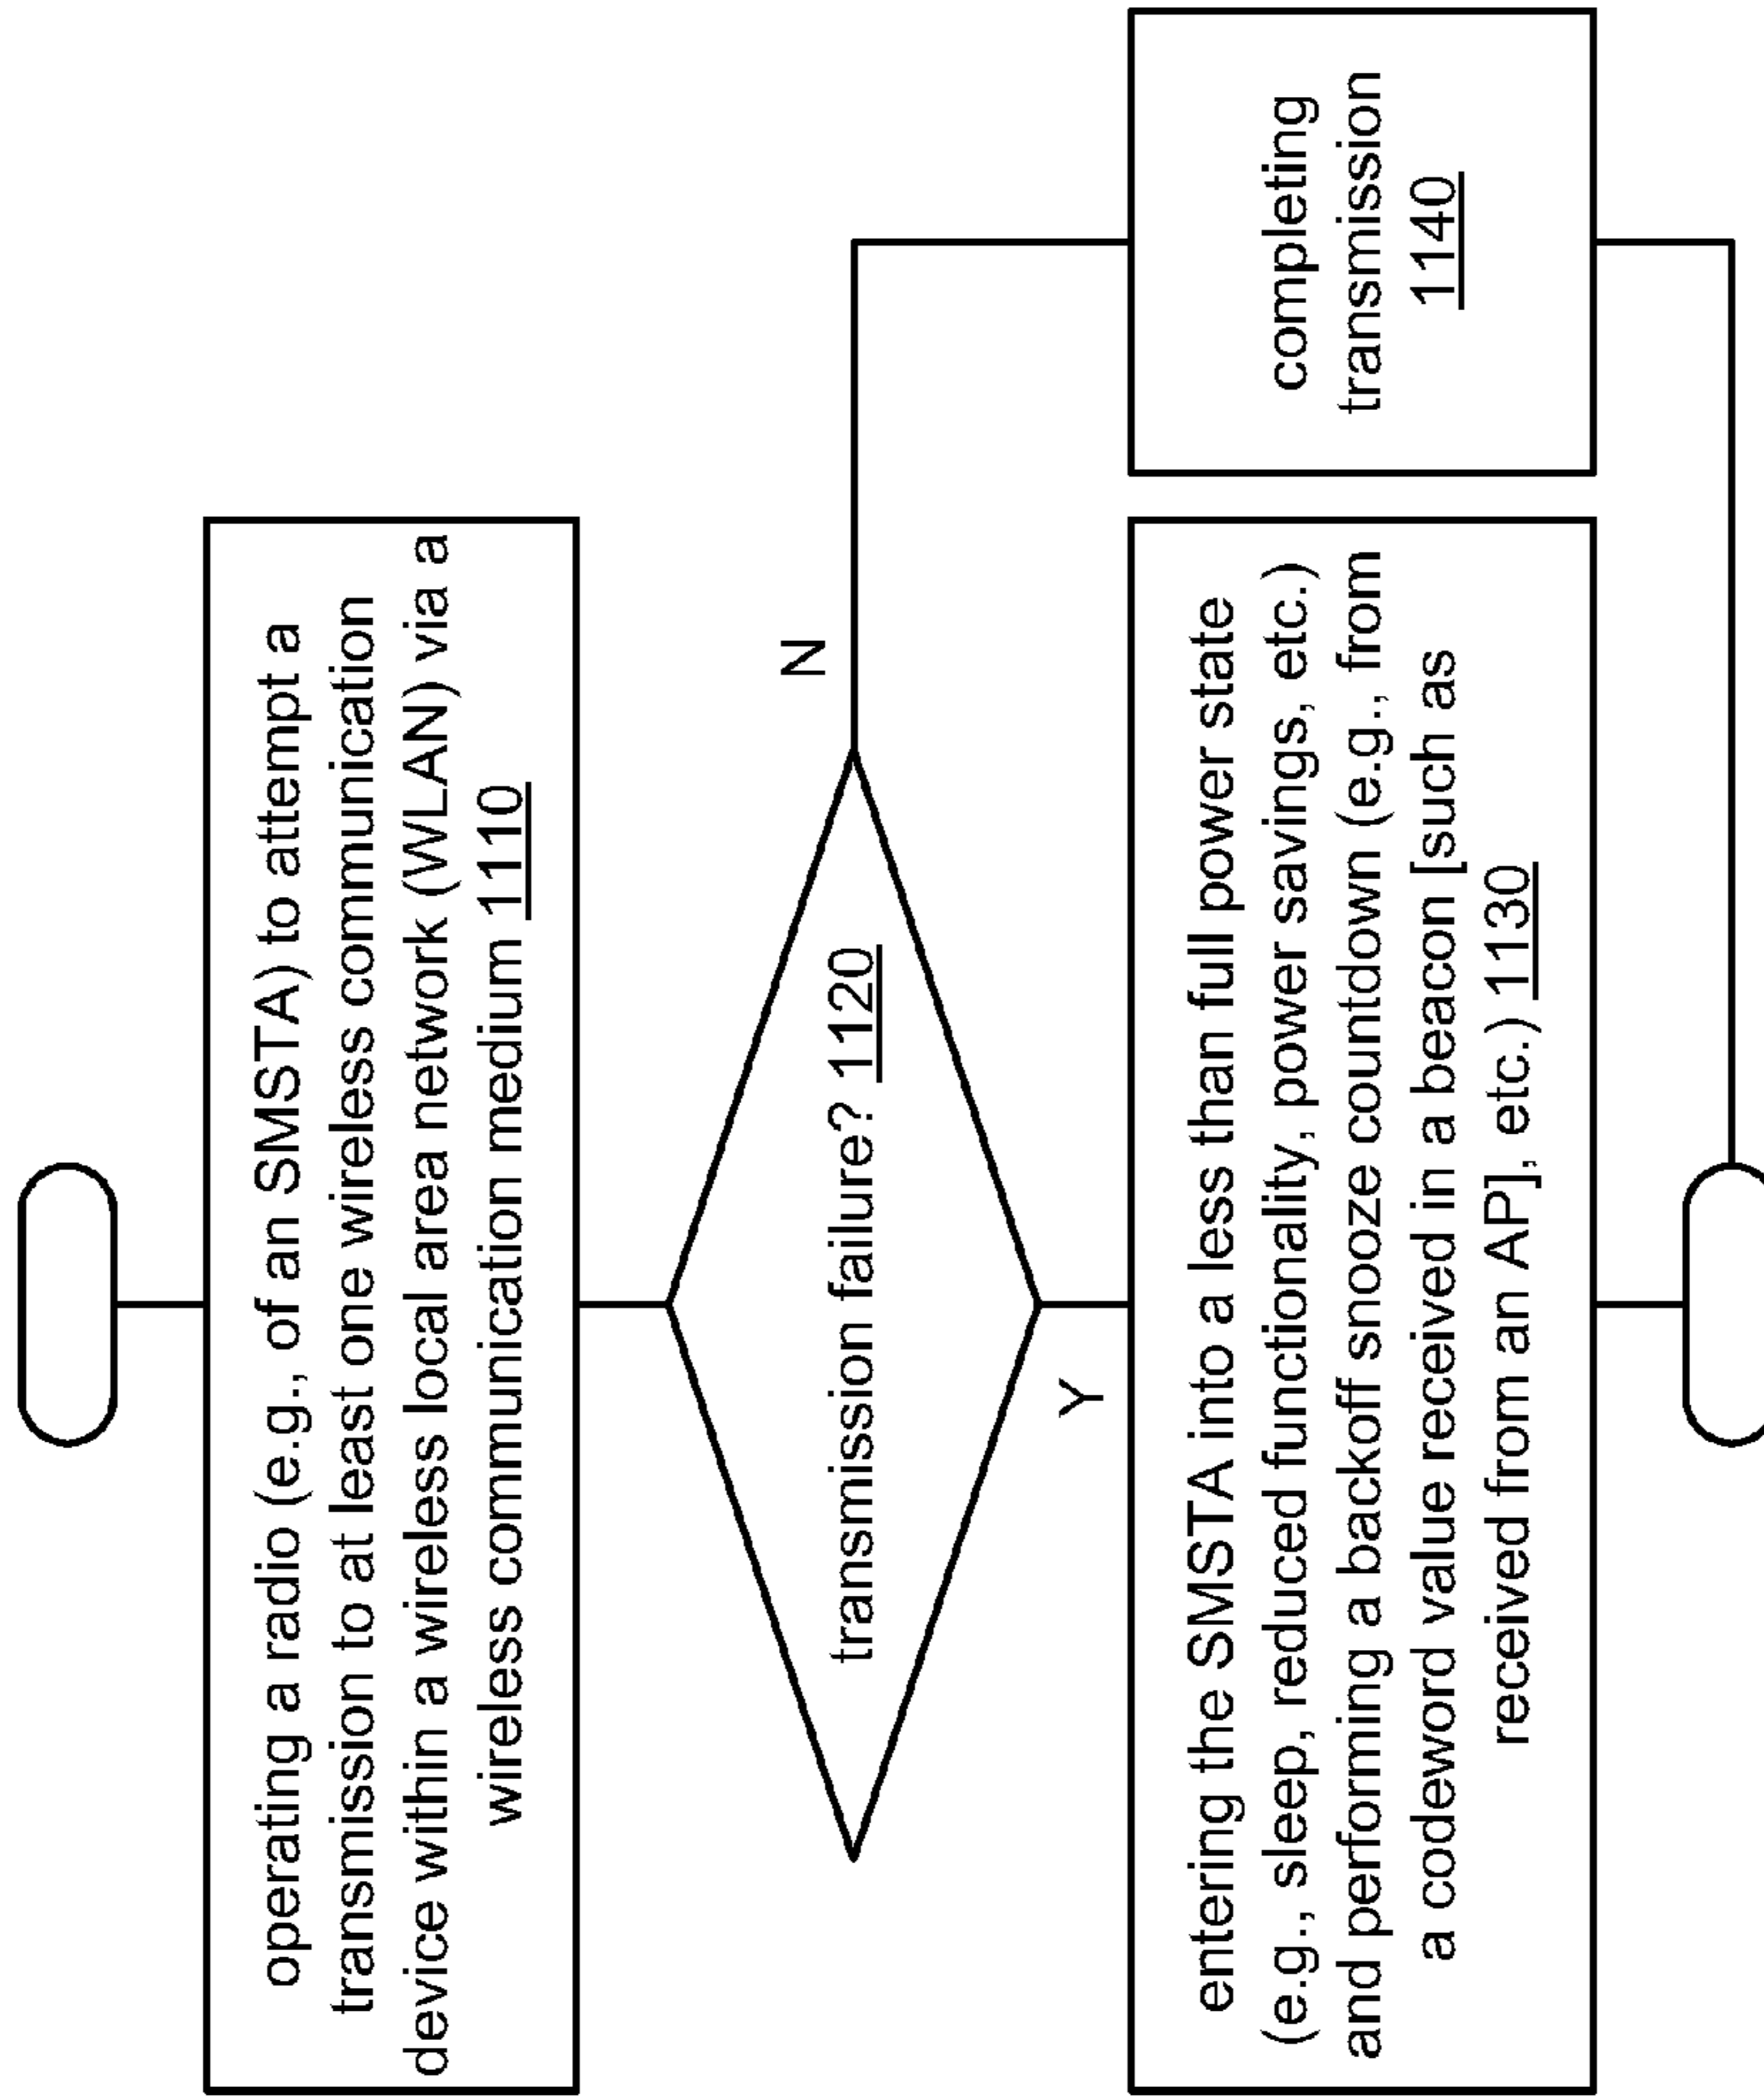 operating a radio (e.g., of an SMSTA) to attempt a
transmission to at least one wireless communication
device within a wireless local area network (WLAN) via a
wireless communication medium 1110
transmission failure? 1120
N
Y
entering the SMSTA into a less than full power state
(e.g., sleep, reduced functionality, power savings, etc.)
and performing a backoff snooze countdown (e.g., from
a codeword value received in a beacon [such as
received from an AP], etc.) 1130
completing
transmission
1140